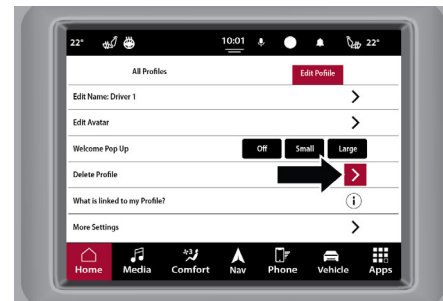 22° 10:01 22°
All Profiles Edit Pofiile
Edit Name: Driver 1
Edit Avatar
Welcome Pop Up Off Small Large
Delete Profile
What is linked to my Profile?
More Settings
Home Media Comfort Nav Phone Vehicle Apps